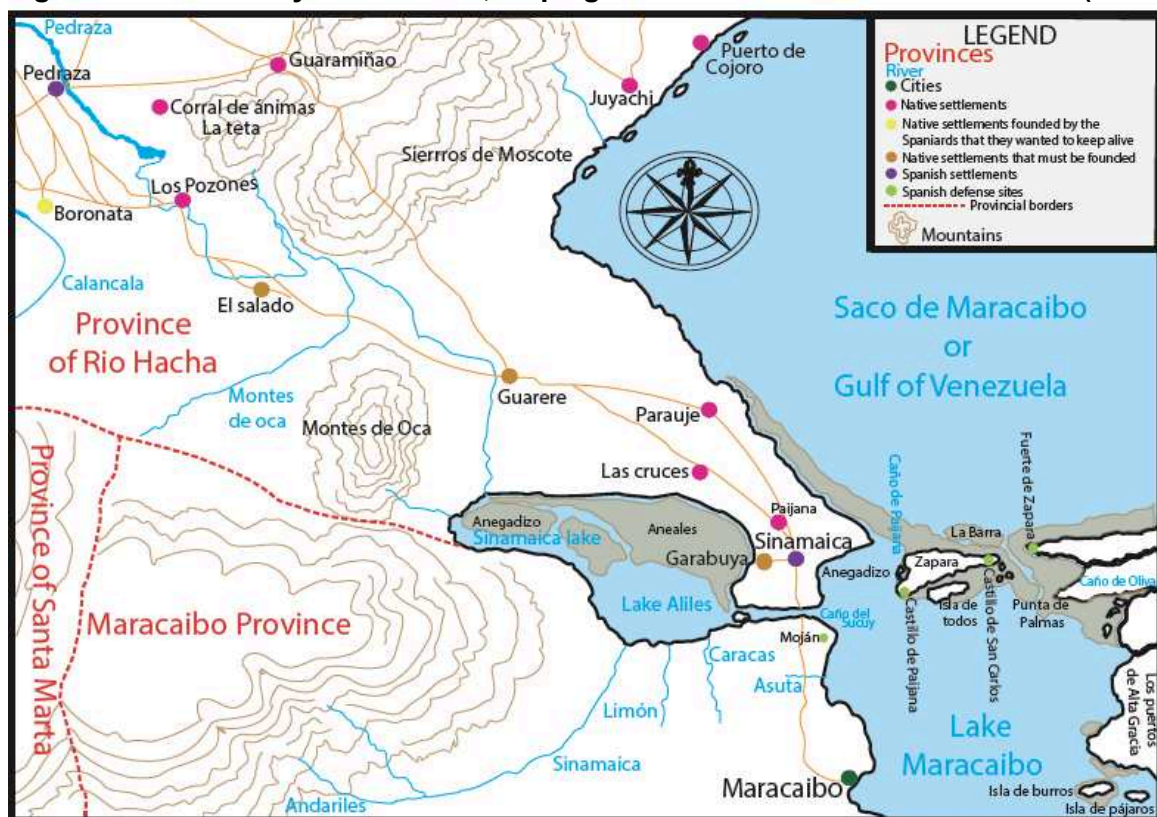 LEGEND
Provinces
River
Cities
Native settlements
Native settlements founded by the
Spaniards that they wanted to keep alive
Native settlements that must be founded
Spanish settlements
Spanish defense sites
Provincial borders
Mountains
Pedraza
Pedraza
Guaramiñao
Corral de ánimas
La tèta
Puerto de
Cojoro
Juyachi
Sierrros de Moscote
Los Pozones
Boronata
Calancala
El salado
Province
of Rio Hacha
Saco de Maracaibo
or
Gulf of Venezuela
Montes
de oca
Guarere
Montes de Oca
Parauje
Las cruces
Paijana
Sinamaica
Garabuya
Anegadizo
Sinamaica lake
Aneales
Lake Aliles
Anegadizo
Caño de Paijana
La Barra
Fuerte de Zapara
Zapara
Isla de
todos
Castillo de Paijana
Castillo de San Carlos
Punta de
Palmas
Caño de Oliva
Caño del
Sucuy
Moján
Province of Santa Marta
Maracaibo Province
Caracas
Asuta
Limón
Sinamaica
Andariles
Maracaibo
Lake
Maracaibo
Los puertos
de Alta Gracia
Isla de burros
Isla de pájaros